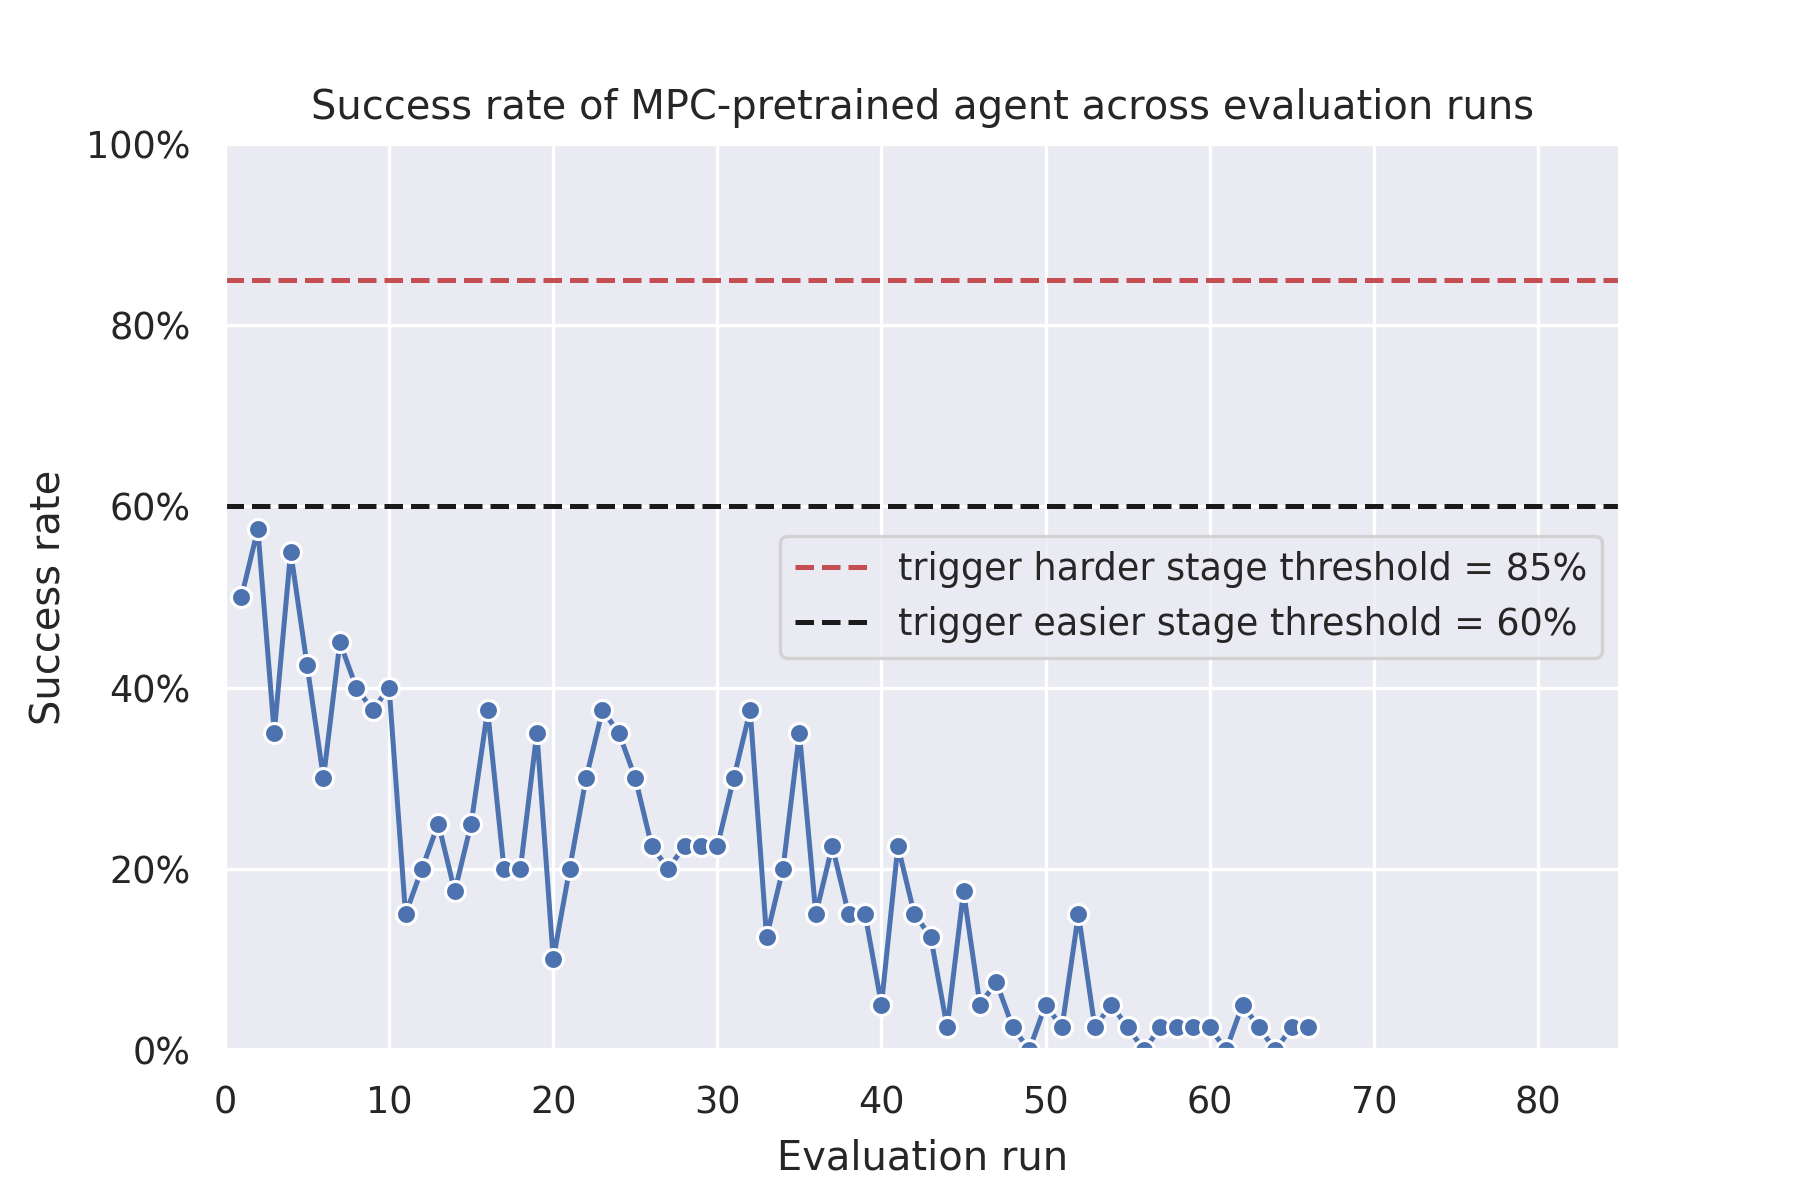 Success rate of MPC-pretrained agent across evaluation runs
100%
80%
60%
40%
20%
0%
Success rate
trigger harder stage threshold = 85%
trigger easier stage threshold = 60%
0 10 20 30 40 50 60 70 80
Evaluation run